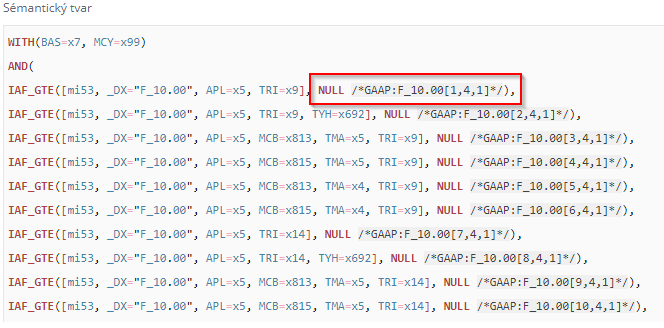 Sémantický tvar
WITH(BAS=x7, MCY=x99)
AND(
IAF_GTE([mi53, _DX="F_10.00", APL=x5, TRI=x9], NULL /*GAAP:F_10.00[1,4,1]*/),
IAF_GTE([mi53, _DX="F_10.00", APL=x5, TRI=x9, TYH=x692], NULL /*GAAP:F_10.00[2,4,1]*/),
IAF_GTE([mi53, _DX="F_10.00", APL=x5, MCB=x813, TMA=x5, TRI=x9], NULL /*GAAP:F_10.00[3,4,1]*/),
IAF_GTE([mi53, _DX="F_10.00", APL=x5, MCB=x815, TMA=x5, TRI=x9], NULL /*GAAP:F_10.00[4,4,1]*/),
IAF_GTE([mi53, _DX="F_10.00", APL=x5, MCB=x813, TMA=x4, TRI=x9], NULL /*GAAP:F_10.00[5,4,1]*/),
IAF_GTE([mi53, _DX="F_10.00", APL=x5, MCB=x815, TMA=x4, TRI=x9], NULL /*GAAP:F_10.00[6,4,1]*/),
IAF_GTE([mi53, _DX="F_10.00", APL=x5, TRI=x14], NULL /*GAAP:F_10.00[7,4,1]*/),
IAF_GTE([mi53, _DX="F_10.00", APL=x5, TRI=x14, TYH=x692], NULL /*GAAP:F_10.00[8,4,1]*/),
IAF_GTE([mi53, _DX="F_10.00", APL=x5, MCB=x813, TMA=x5, TRI=x14], NULL /*GAAP:F_10.00[9,4,1]*/),
IAF_GTE([mi53, _DX="F_10.00", APL=x5, MCB=x815, TMA=x5, TRI=x14], NULL /*GAAP:F_10.00[10,4,1]*/),